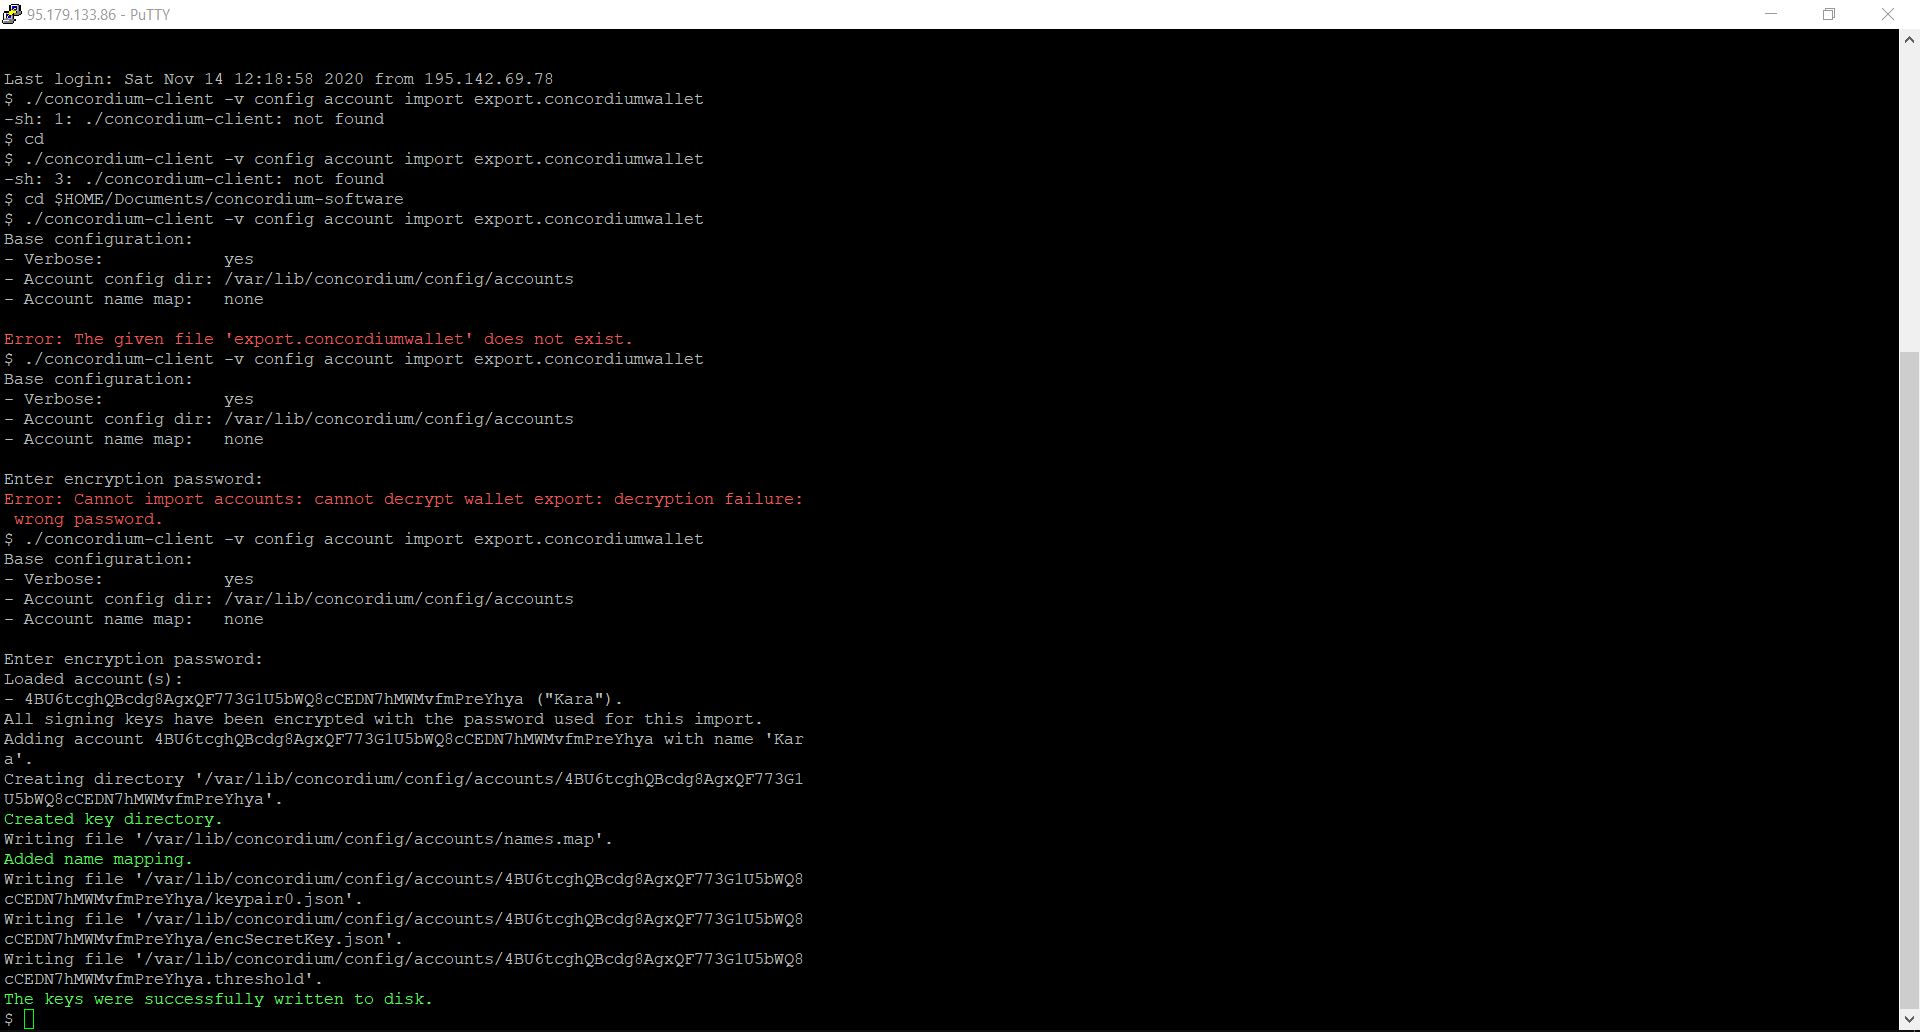 95.179.133.86 - PuTTY
Last login: Sat Nov 14 12:18:58 2020 from 195.142.69.78
$ ./concordium-client -v config account import export.concordiumwallet
-sh: 1: ./concordium-client: not found
$ cd
$ ./concordium-client -v config account import export.concordiumwallet
-sh: 3: ./concordium-client: not found
$ cd $HOME/Documents/concordium-software
$ ./concordium-client -v config account import export.concordiumwallet
Base configuration:
- Verbose:            yes
- Account config dir: /var/lib/concordium/config/accounts
- Account name map:   none
Error: The given file 'export.concordiumwallet' does not exist.
$ ./concordium-client -v config account import export.concordiumwallet
Base configuration:
- Verbose:            yes
- Account config dir: /var/lib/concordium/config/accounts
- Account name map:   none
Enter encryption password:
Error: Cannot import accounts: cannot decrypt wallet export: decryption failure:
 wrong password.
$ ./concordium-client -v config account import export.concordiumwallet
Base configuration:
- Verbose:            yes
- Account config dir: /var/lib/concordium/config/accounts
- Account name map:   none
Enter encryption password:
Loaded account(s):
- 4BU6tcghQBcdg8AgxQF773G1U5bWQ8cCEDN7hMWMvfmPreYhya ("Kara").
All signing keys have been encrypted with the password used for this import.
Adding account 4BU6tcghQBcdg8AgxQF773G1U5bWQ8cCEDN7hMWMvfmPreYhya with name 'Kar
a'.
Creating directory '/var/lib/concordium/config/accounts/4BU6tcghQBcdg8AgxQF773G1
U5bWQ8cCEDN7hMWMvfmPreYhya'.
Created key directory.
Writing file '/var/lib/concordium/config/accounts/names.map'.
Added name mapping.
Writing file '/var/lib/concordium/config/accounts/4BU6tcghQBcdg8AgxQF773G1U5bWQ8
cCEDN7hMWMvfmPreYhya/keypair0.json'.
Writing file '/var/lib/concordium/config/accounts/4BU6tcghQBcdg8AgxQF773G1U5bWQ8
cCEDN7hMWMvfmPreYhya/encSecretKey.json'.
Writing file '/var/lib/concordium/config/accounts/4BU6tcghQBcdg8AgxQF773G1U5bWQ8
cCEDN7hMWMvfmPreYhya.threshold'.
The keys were successfully written to disk.
$